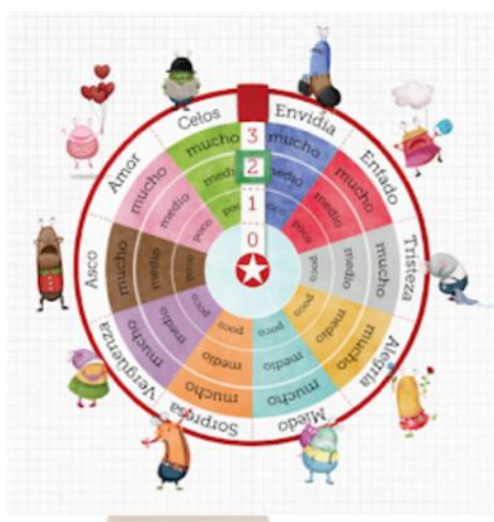 Celos
mucho
medio
poco
Envidia
mucho
medio
poco
Enfado
mucho
medio
poco
Tristeza
mucho
medio
poco
Alegría
mucho
medio
poco
Miedo
mucho
medio
poco
Sorpresa
mucho
medio
poco
Vergüenza
mucho
medio
poco
Asco
mucho
medio
poco
Amor
mucho
medio
poco
3
2
1
0